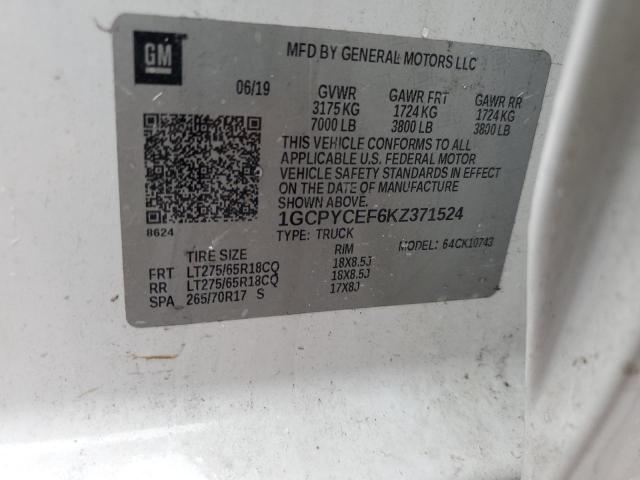 GM
MFD BY GENERAL MOTORS LLC
06/19 GVWR GAWR FRT GAWR RR
3175 KG 1724 KG 1724 KG
7000 LB 3800 LB 3800 LB
THIS VEHICLE CONFORMS TO ALL
APPLICABLE U.S. FEDERAL MOTOR
VEHICLE SAFETY STANDARDS IN EFFECT
ON THE DATE OF MANUFACTURE
SHOWN ABOVE.
1GCPYCEF6KZ371524
8624 TYPE: TRUCK MODEL: 64CK10743
TIRE SIZE RIM
FRT LT275/65R18CQ 18X8.5J
RR LT275/65R18CQ 18X8.5J
SPA 265/70R17 S 17X8J